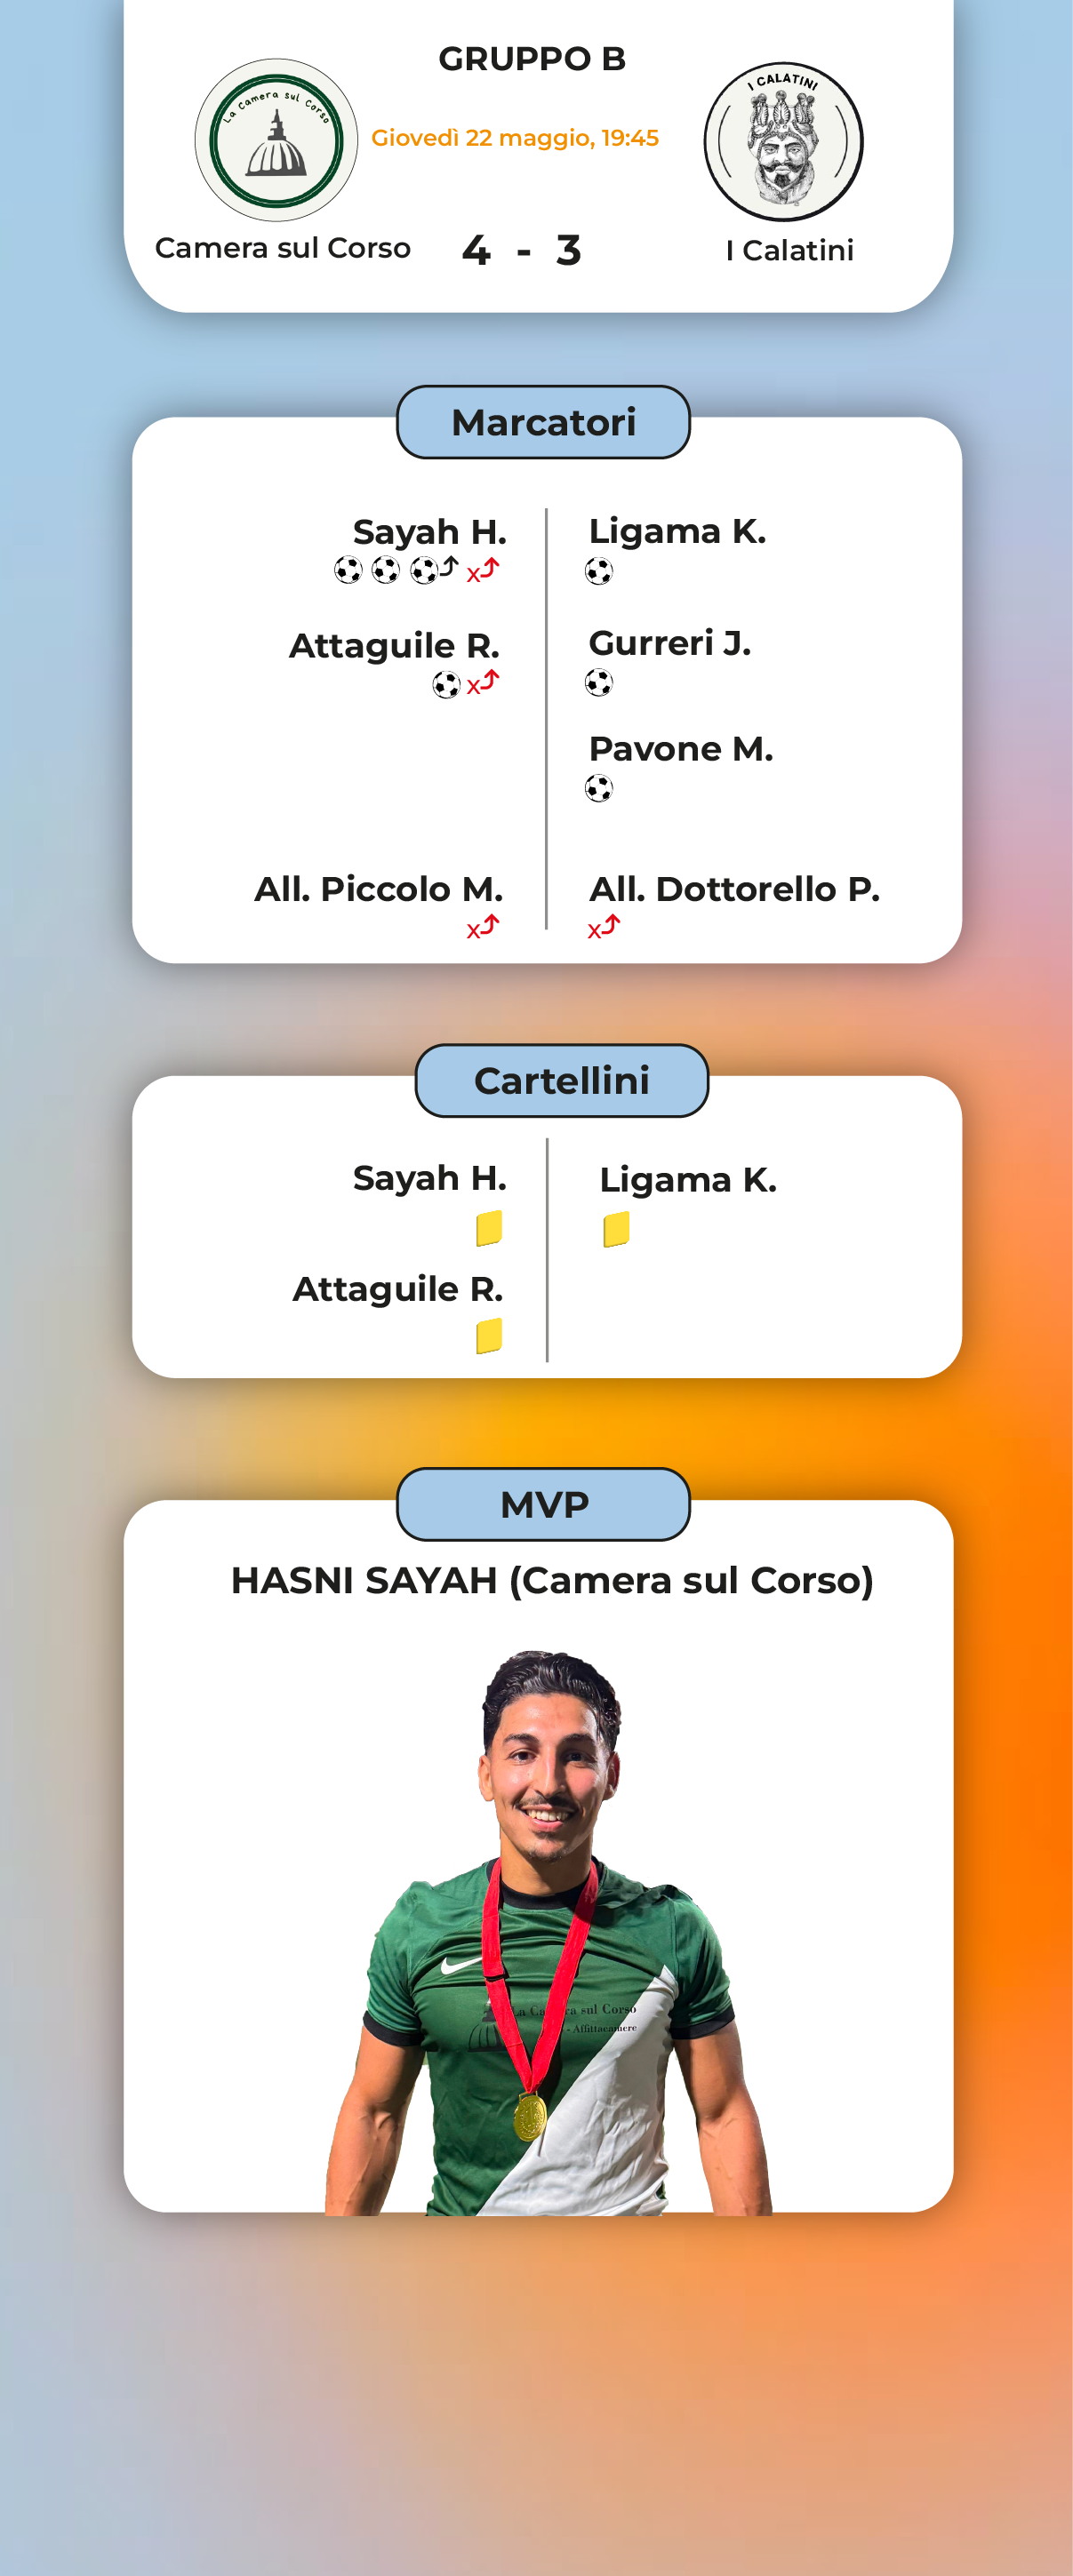 GRUPPO B
La Camera sul Corso
Giovedì 22 maggio, 19:45
I CALATINI
Camera sul Corso
4 - 3
I Calatini
Marcatori
Sayah H.
Ligama K.
x
Attaguile R.
Gurreri J.
x
Pavone M.
All. Piccolo M.
All. Dottorello P.
x
x
Cartellini
Sayah H.
Ligama K.
Attaguile R.
MVP
HASNI SAYAH (Camera sul Corso)
La Camera sul Corso
- Affittacamere